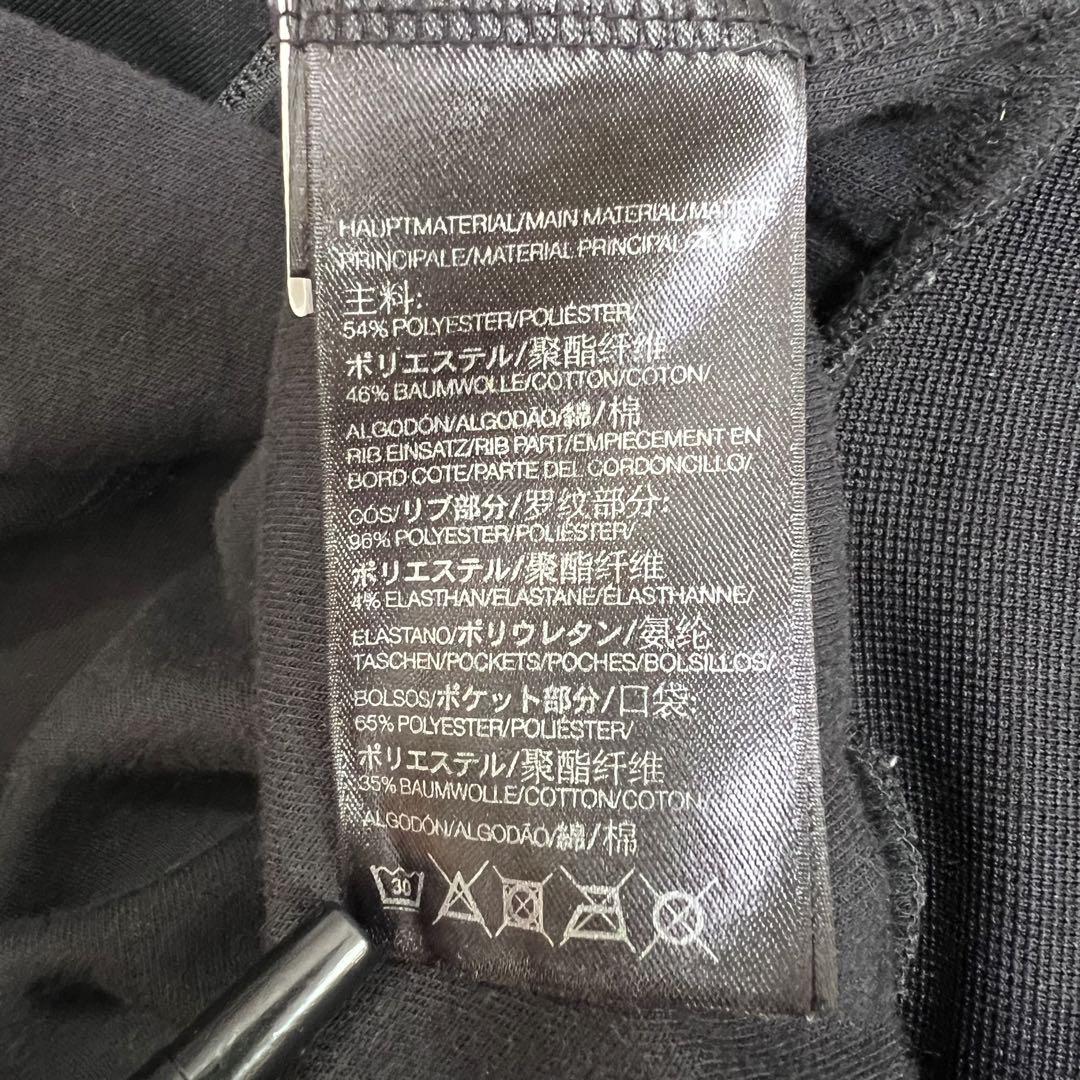 HAUPTMATERIAL/MAIN MATERIAL/
PRINCIPALE/MATERIAL PRINCIPAL/本体/
主料:
54% POLYESTER/POLIÉSTER/
ポリエステル/聚酯纤维
46% BAUMWOLLE/COTTON/COTON/
ALGODÓN/ALGODÃO/綿/棉
RIB EINSATZ/RIB PART/EMPIÈCEMENT EN
BORD COTE/PARTE DEL CORDONCILLO/
CÓS/リブ部分/罗纹部分:
96% POLYESTER/POLIÉSTER/
ポリエステル/聚酯纤维
4% ELASTHAN/ELASTANE/ELASTHANNE/
ELASTANO/ポリウレタン/氨纶
TASCHEN/POCKETS/POCHES/BOLSILLOS/
BOLSOS/ポケット部分/口袋
65% POLYESTER/POLIÉSTER/
ポリエステル/聚酯纤维
35% BAUMWOLLE/COTTON/COTON
ALGODÓN/ALGODÃO/綿/棉
30